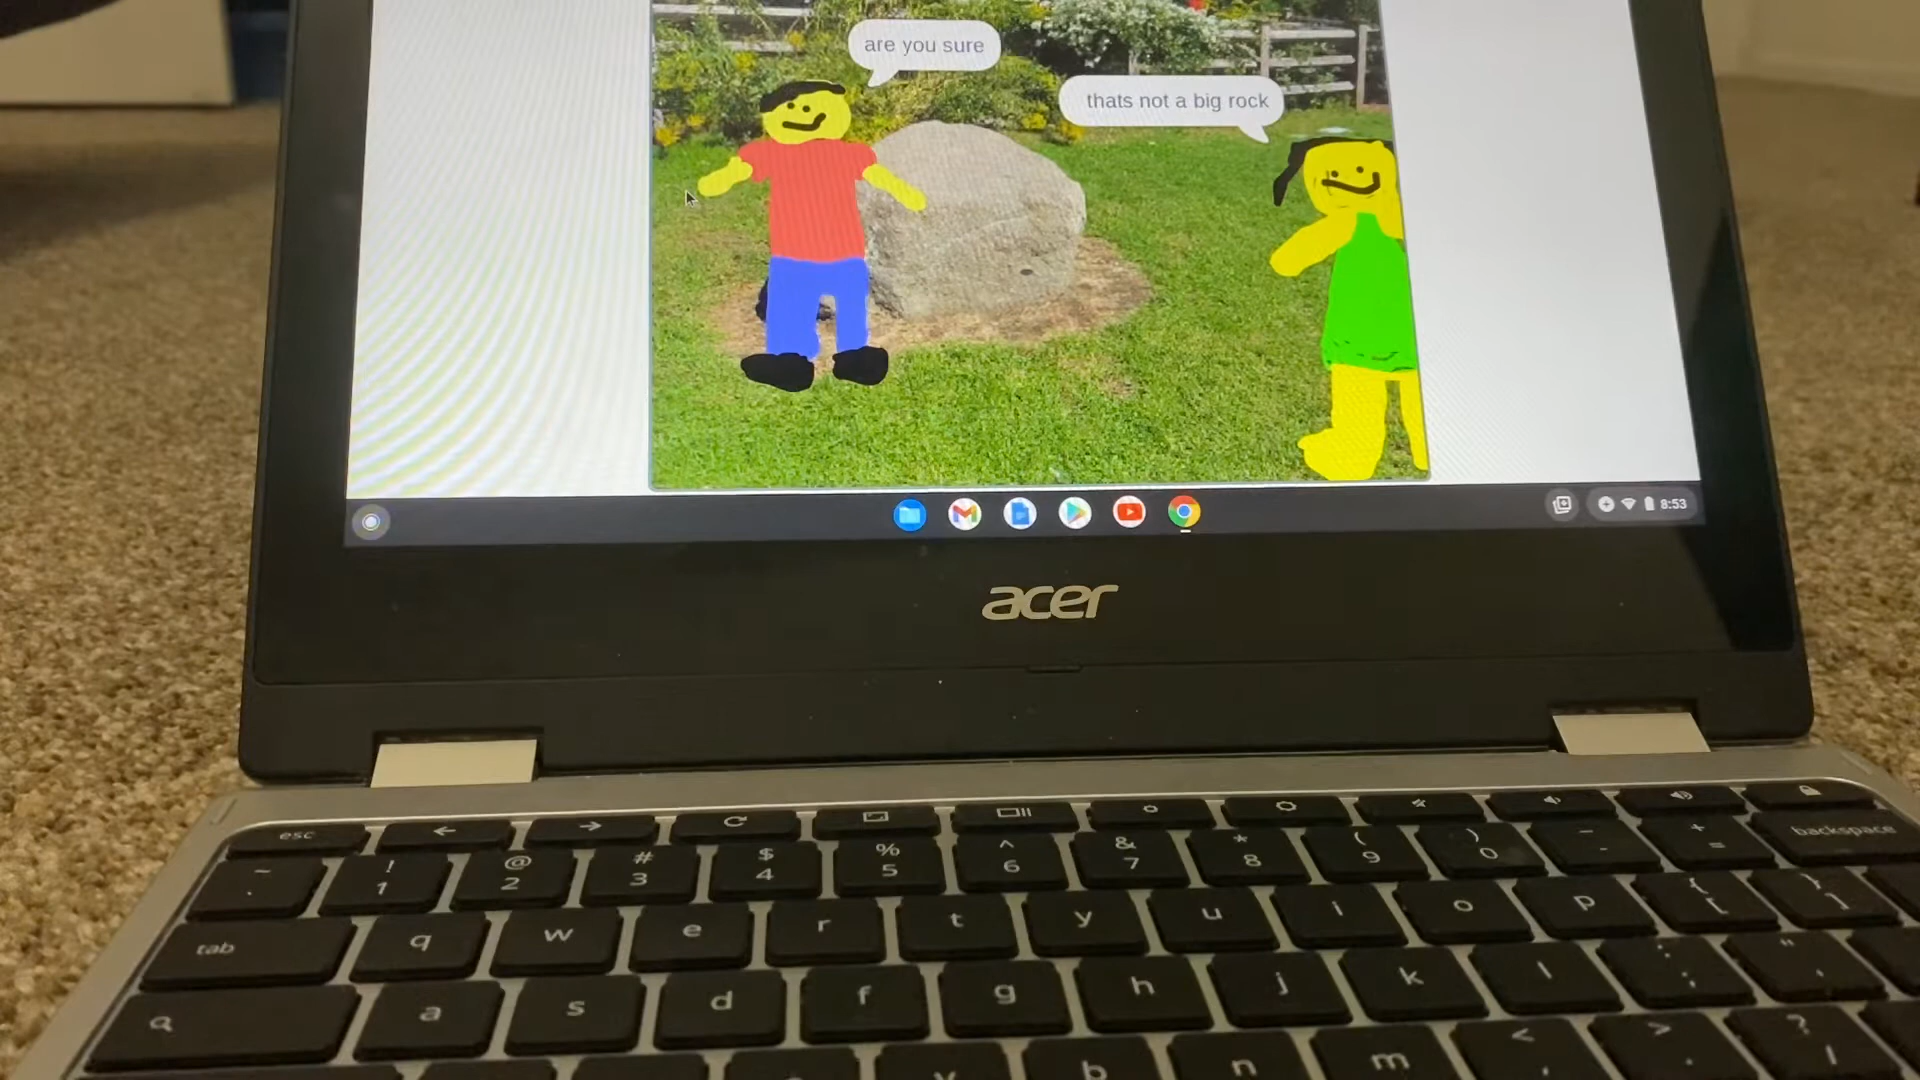 are you sure
thats not a big rock
8:53
acer
esc
backspace
~ ! @ # $ % ^ & * ( ) - +
1 2 3 4 5 6 7 8 9 0 - =
tab q w e r t y u i o p { [ } ]
a s d f g h j k l : ; "
v b n m < , > . ?